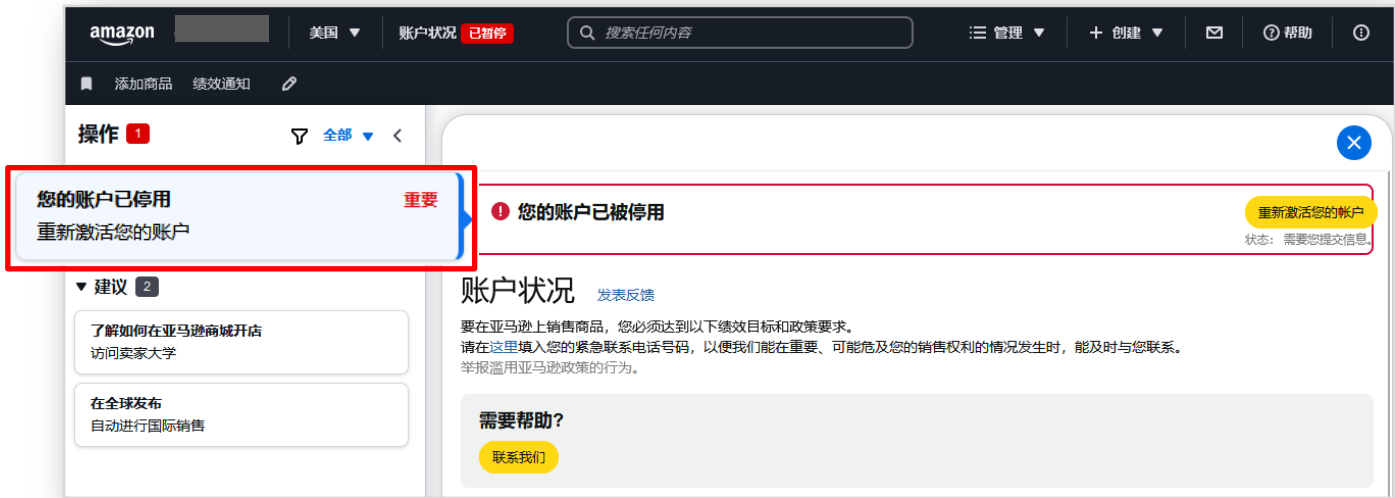 amazon 美国 ▼ 账户状况 已暂停 搜索任何内容 管理 ▼ + 创建 ▼ 帮助
添加商品 绩效通知
操作 1 全部 ▼
您的账户已停用 重要
重新激活您的账户
您的账户已被停用 重新激活您的帐户
状态： 需要您提交信息。
▼ 建议 2
了解如何在亚马逊商城开店
访问卖家大学
在全球发布
自动进行国际销售
账户状况 发表反馈
要在亚马逊上销售商品，您必须达到以下绩效目标和政策要求。
请在这里填入您的紧急联系电话号码，以便我们能在重要、可能危及您的销售权利的情况发生时，能及时与您联系。
举报滥用亚马逊政策的行为。
需要帮助?
联系我们